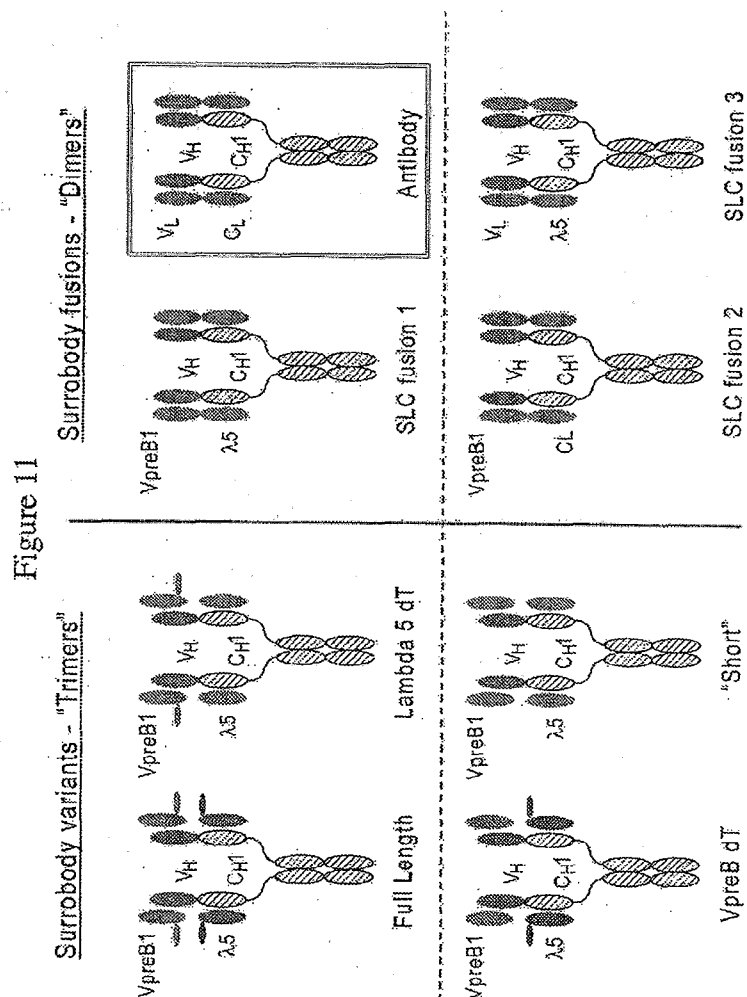 Figure 11
Surrobody variants - "Trimers"
VpreB1
VH
CH1
λ5
Full Length
VpreB1
VH
CH1
λ5
Lambda 5 dT
VpreB1
VH
CH1
λ5
VpreB dT
VpreB1
VH
CH1
λ5
"Short"
Surrobody fusions - "Dimers"
VpreB1
VH
CH1
λ5
SLC fusion 1
VL
VH
CH1
CL
Antibody
VpreB1
VH
CH1
CL
SLC fusion 2
VL
VH
CH1
λ5
SLC fusion 3